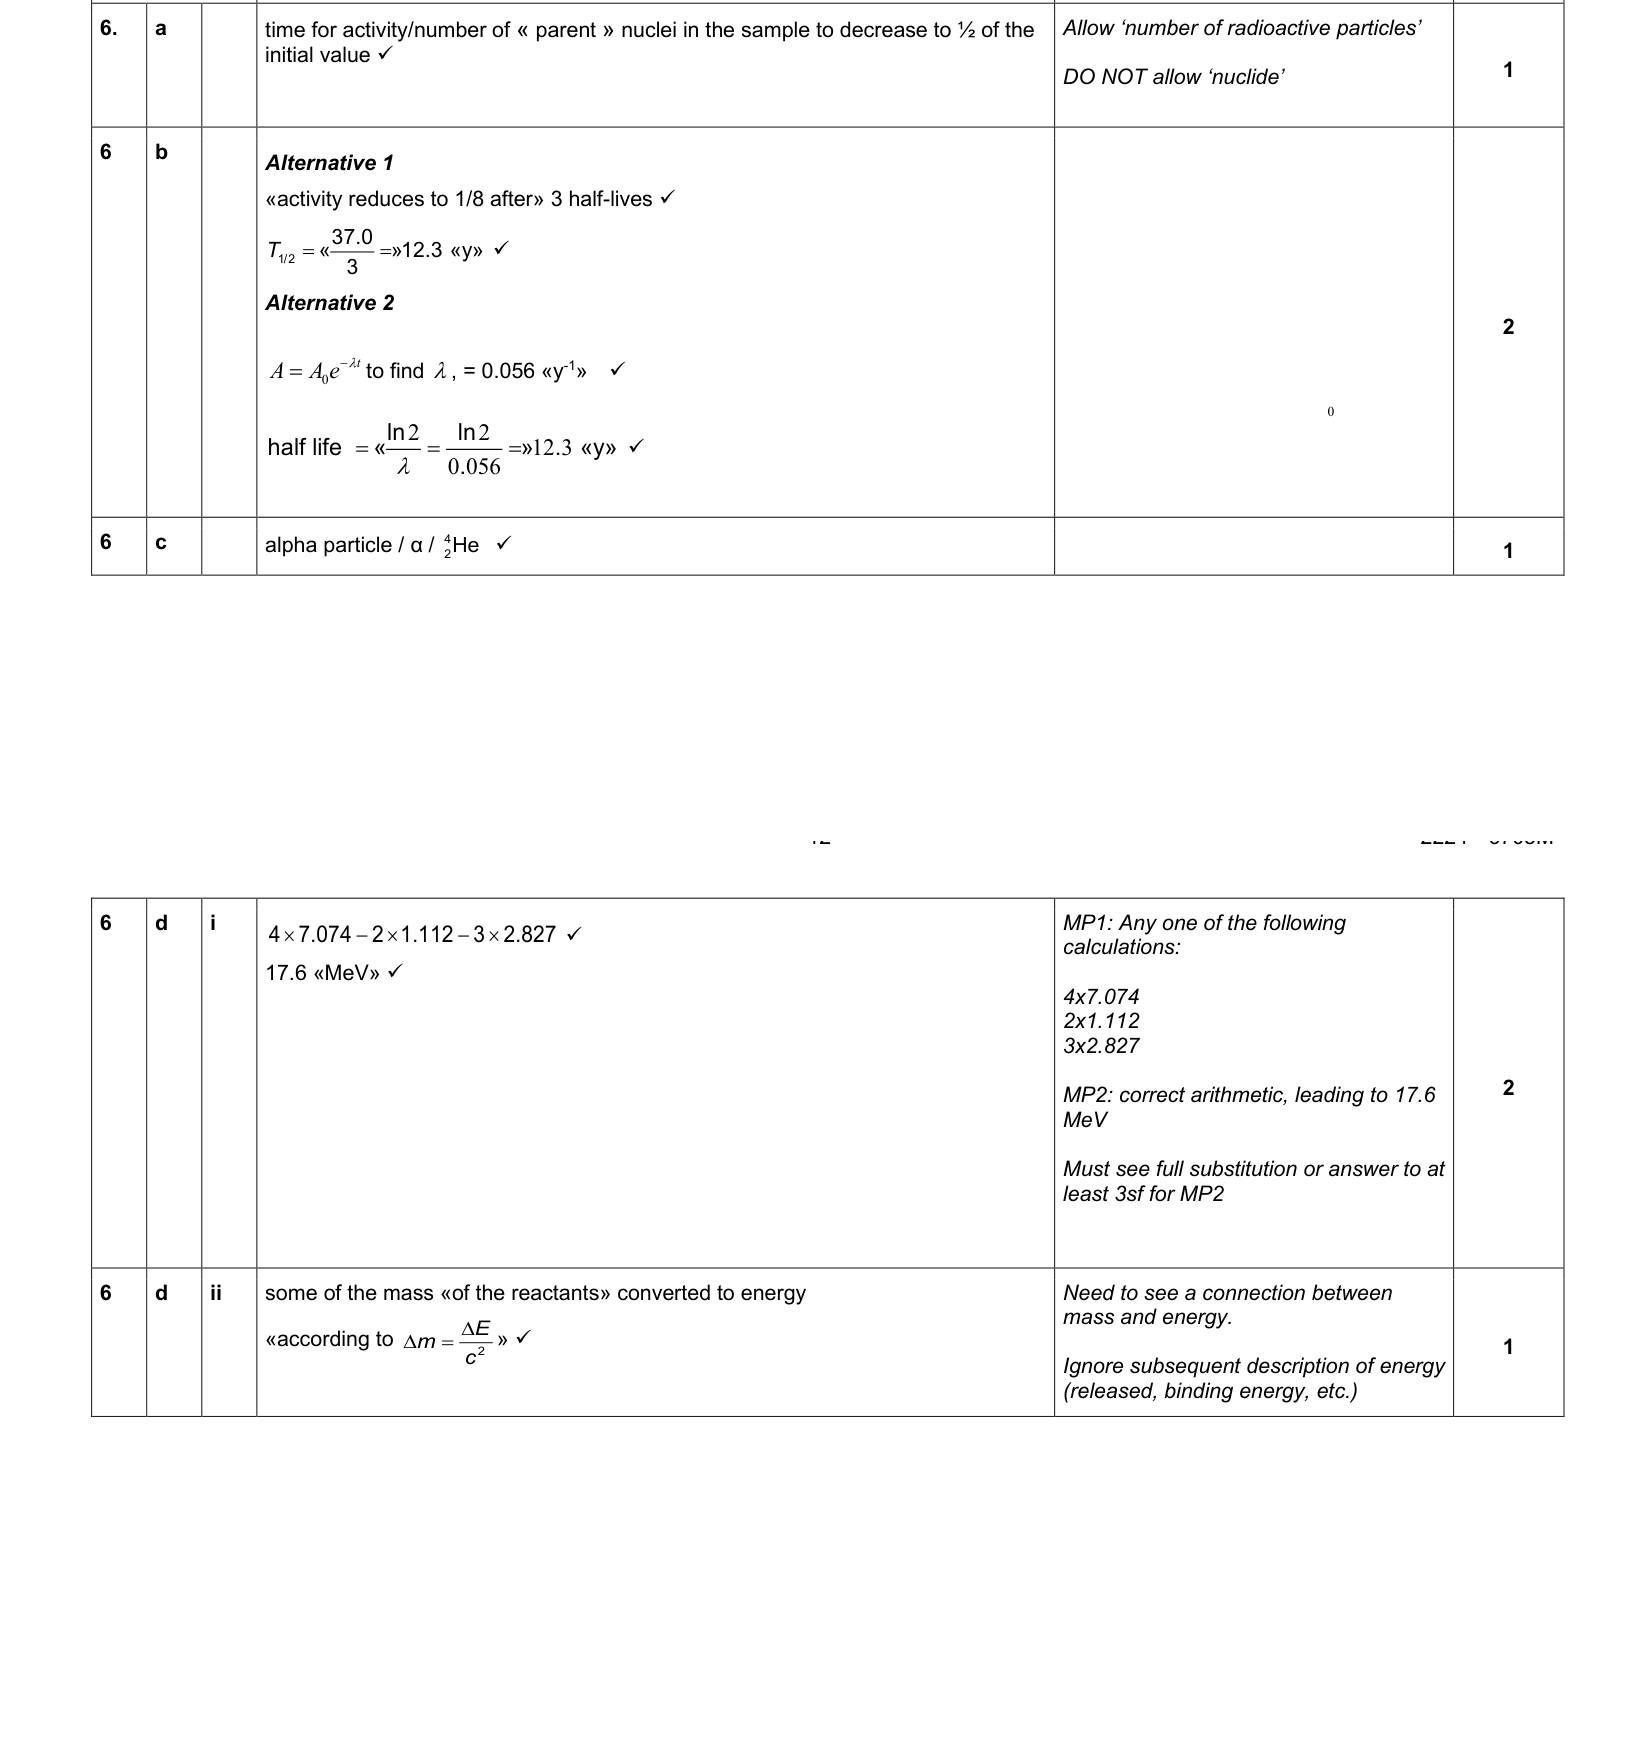 6. a time for activity/number of « parent » nuclei in the sample to decrease to ½ of the
initial value ✓
Allow ‘number of radioactive particles’
DO NOT allow ‘nuclide’
1
6 b
Alternative 1
«activity reduces to 1/8 after» 3 half-lives ✓
T1/2 = «37.0/3 =»12.3 «y» ✓
Alternative 2
A = A₀e^−λt to find λ , = 0.056 «y⁻¹» ✓
half life = «ln2/λ = ln2/0.056 =»12.3 «y» ✓
0
2
6 c alpha particle / α / ⁴₂He ✓
1
6 d i
4×7.074 − 2×1.112 − 3×2.827 ✓
17.6 «MeV» ✓
MP1: Any one of the following
calculations:
4x7.074
2x1.112
3x2.827
MP2: correct arithmetic, leading to 17.6
MeV
Must see full substitution or answer to at
least 3sf for MP2
2
6 d ii some of the mass «of the reactants» converted to energy
«according to Δm = ΔE/c² » ✓
Need to see a connection between
mass and energy.
Ignore subsequent description of energy
(released, binding energy, etc.)
1